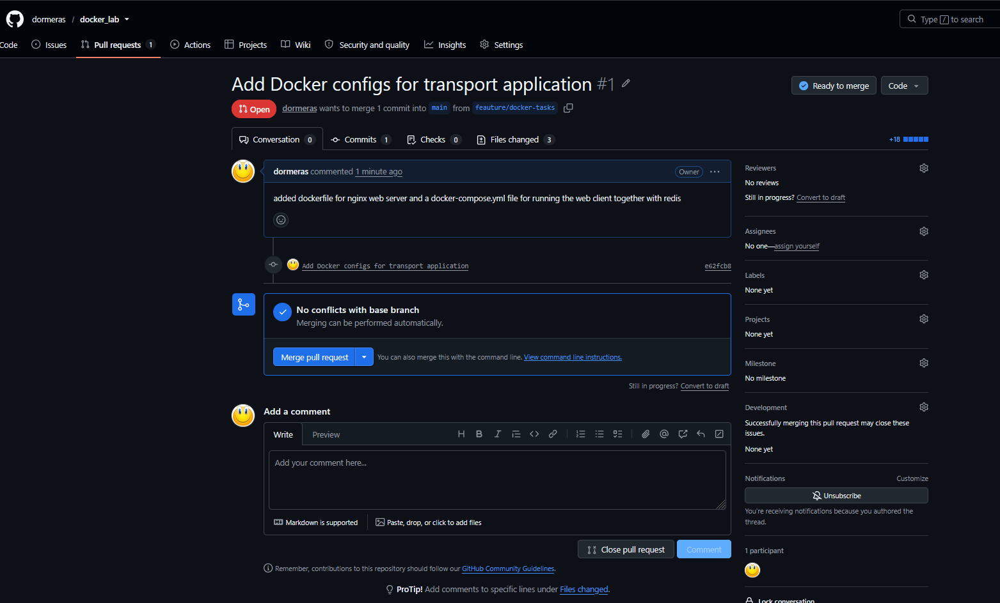 dormeras / docker_lab
Type / to search
Code
Issues
Pull requests 1
Actions
Projects
Wiki
Security and quality
Insights
Settings
Add Docker configs for transport application #1
Ready to merge
Code
Open
dormeras wants to merge 1 commit into main from feauture/docker-tasks
Conversation 0
Commits 1
Checks 0
Files changed 3
+18
dormeras commented 1 minute ago
Owner
added dockerfile for nginx web server and a docker-compose.yml file for running the web client together with redis
Add Docker configs for transport application
e62fcb8
No conflicts with base branch
Merging can be performed automatically.
Merge pull request
You can also merge this with the command line. View command line instructions.
Still in progress? Convert to draft
Add a comment
Write
Preview
Add your comment here...
Markdown is supported
Paste, drop, or click to add files
Close pull request
Comment
Remember, contributions to this repository should follow our GitHub Community Guidelines.
ProTip! Add comments to specific lines under Files changed.
Reviewers
No reviews
Still in progress? Convert to draft
Assignees
No one—assign yourself
Labels
None yet
Projects
None yet
Milestone
No milestone
Development
Successfully merging this pull request may close these
issues.
None yet
Notifications
Customize
Unsubscribe
You're receiving notifications because you authored the
thread.
1 participant
Lock conversation